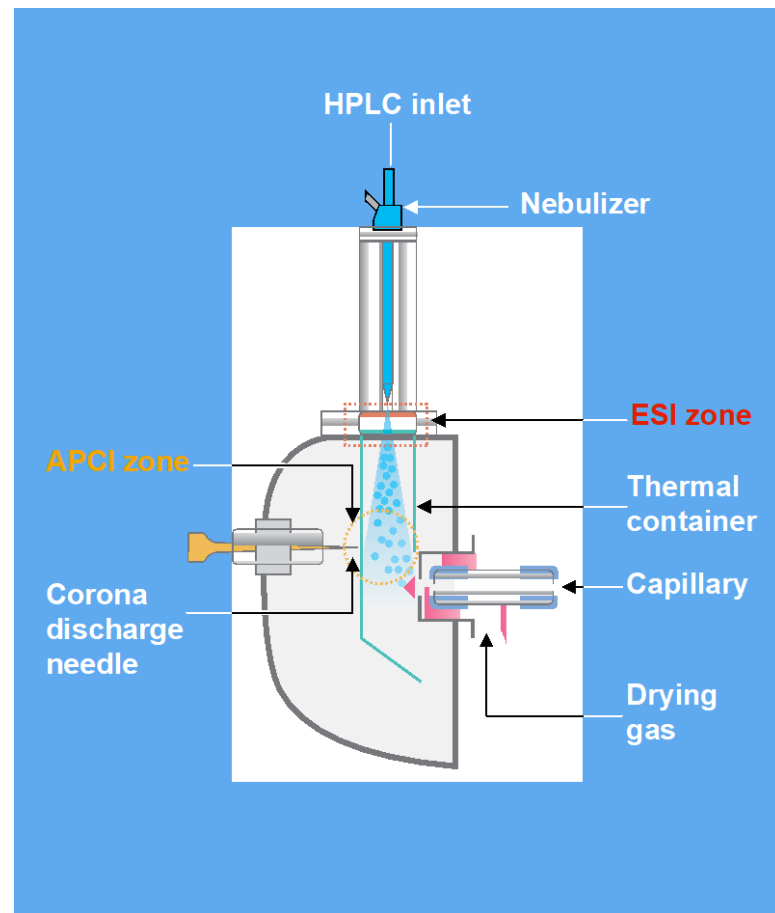 HPLC inlet
Nebulizer
ESI zone
APCI zone
Thermal
container
Capillary
Corona
discharge
needle
Drying
gas